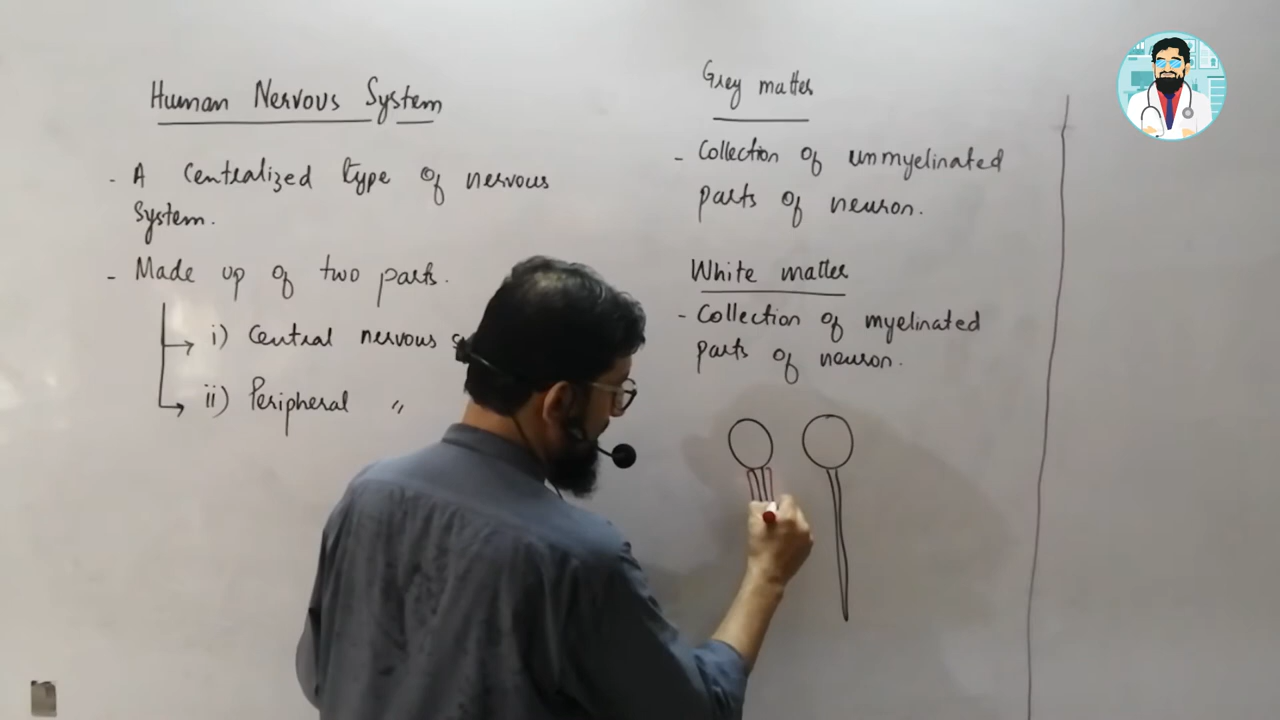 Human Nervous System
- A Centralized type of nervous
System.
- Made up of two parts.
i) Central nervous
ii) Peripheral "
Grey matter
- Collection of unmyelinated
parts of neuron.
White matter
- Collection of myelinated
parts of neuron.